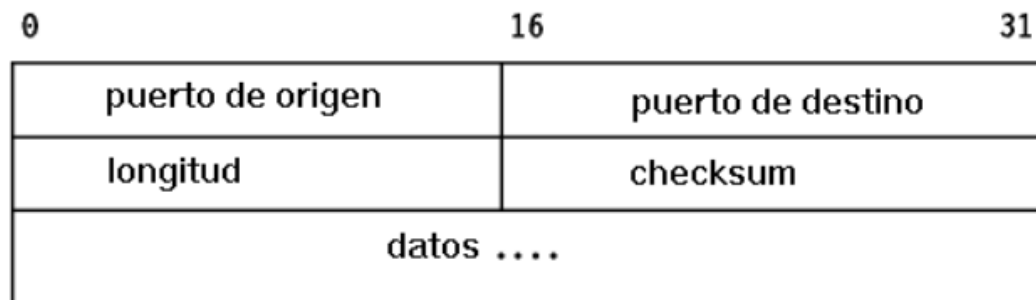 0 16 31
puerto de origen puerto de destino
longitud checksum
datos ....